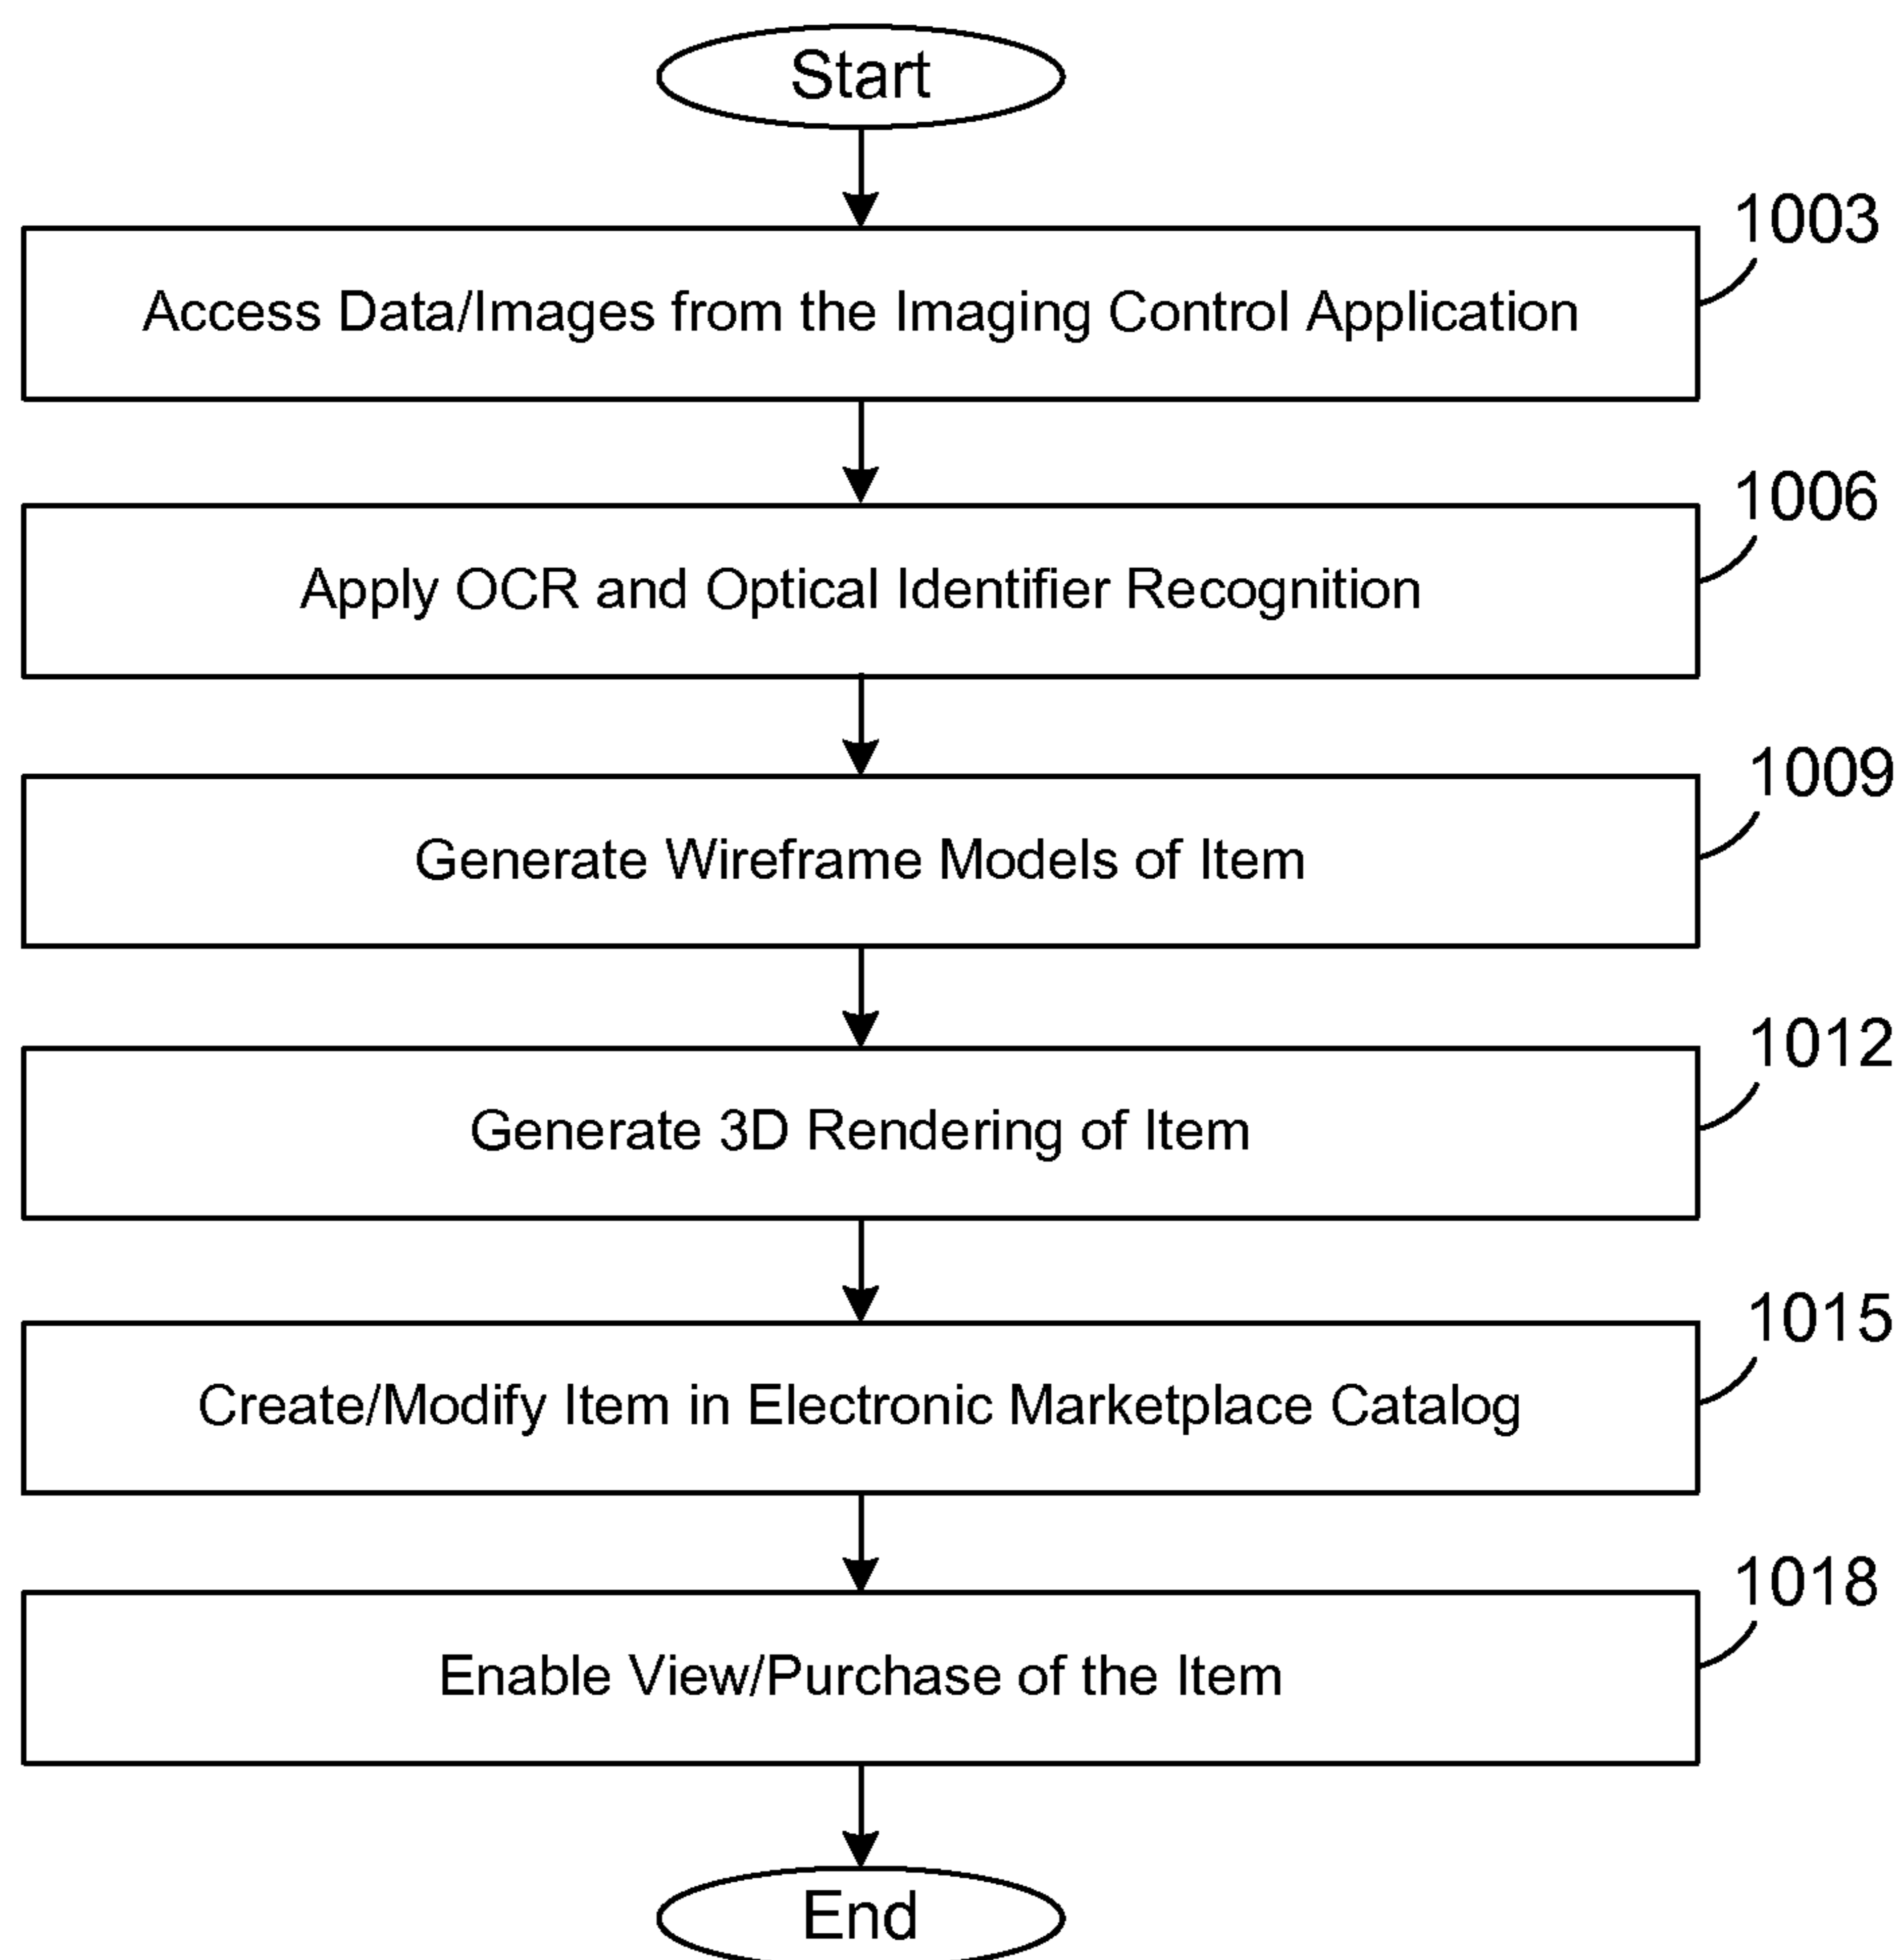 Start
1003
Access Data/Images from the Imaging Control Application
1006
Apply OCR and Optical Identifier Recognition
1009
Generate Wireframe Models of Item
1012
Generate 3D Rendering of Item
1015
Create/Modify Item in Electronic Marketplace Catalog
1018
Enable View/Purchase of the Item
End